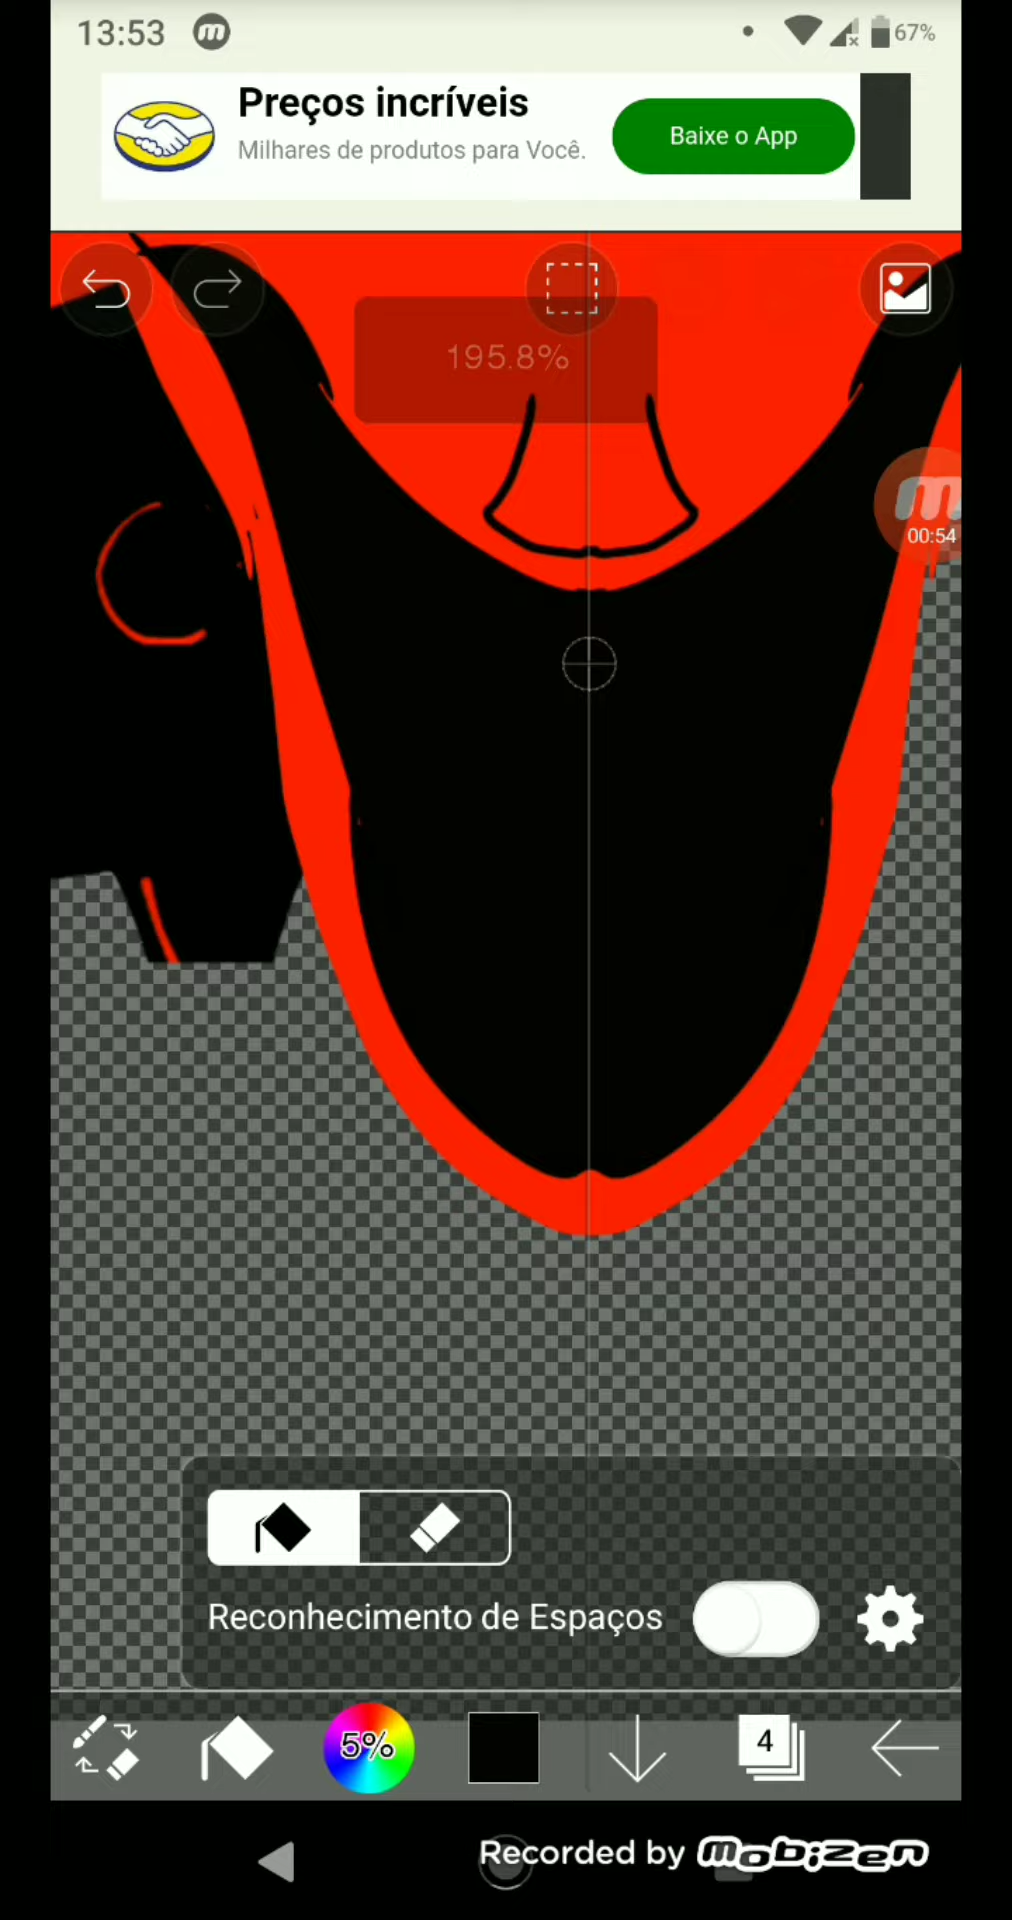 13:53
67%
Preços incríveis
Milhares de produtos para Você.
Baixe o App
195.8%
00:54
Reconhecimento de Espaços
5%
4
Recorded by mobizen